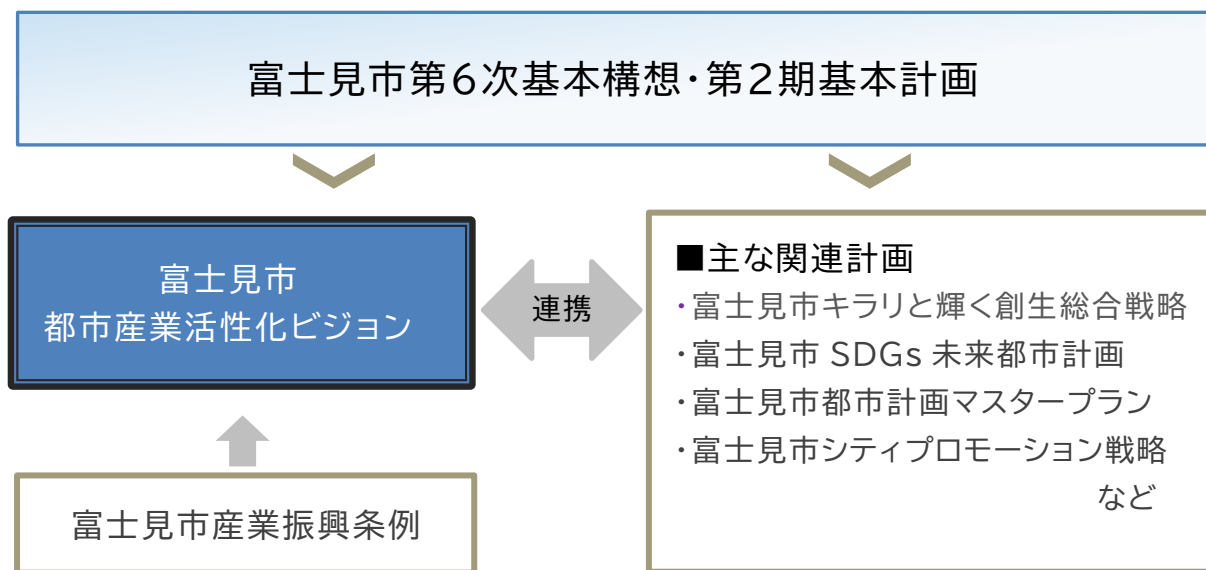 富士見市第6次基本構想・第2期基本計画
富士見市
都市産業活性化ビジョン
連携
■主な関連計画
・富士見市キラリと輝く創生総合戦略
・富士見市 SDGs 未来都市計画
・富士見市都市計画マスタープラン
・富士見市シティプロモーション戦略
など
富士見市産業振興条例